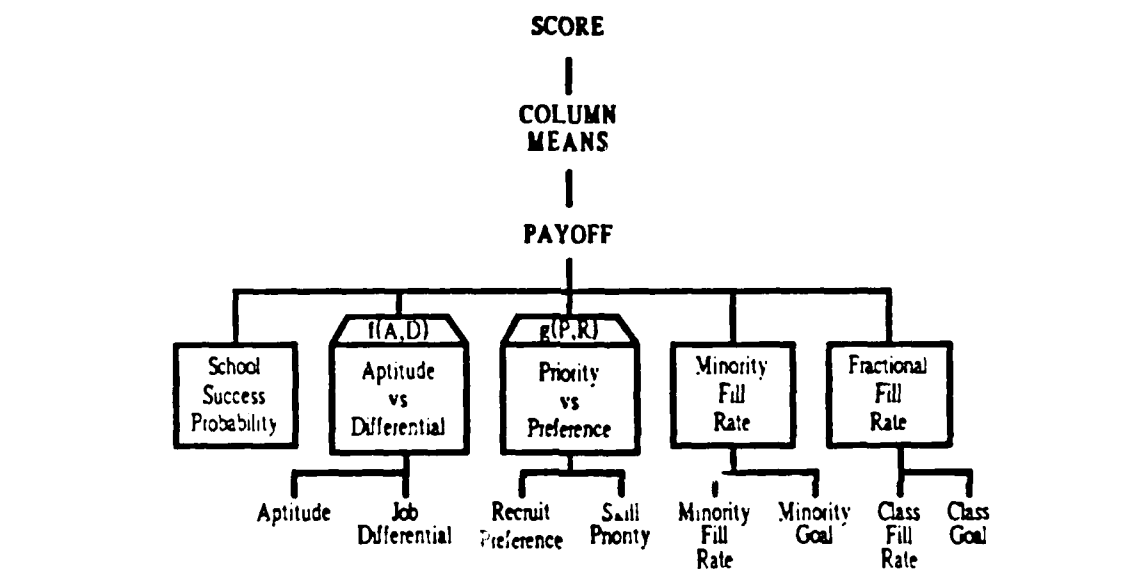 SCORE
COLUMN
MEANS
PAYOFF
f(A,D)
g(P,R)
School
Success
Probability
Aptitude
vs
Differential
Priority
vs
Preference
Minority
Fill
Rate
Fractional
Fill
Rate
Aptitude
Job
Differential
Recruit
Preference
Skill
Priority
Minority
Fill
Rate
Minority
Goal
Class
Fill
Rate
Class
Goal